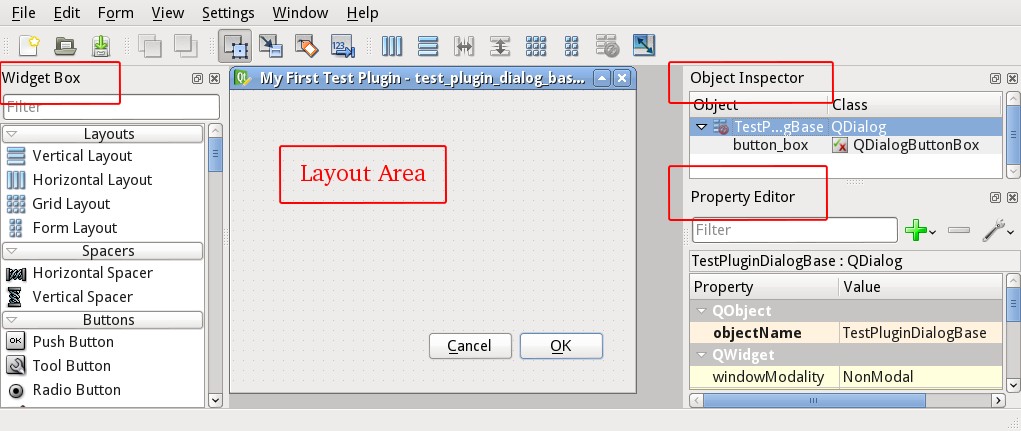 File Edit Form View Settings Window Help
123
Widget Box
Filter
Layouts
Vertical Layout
Horizontal Layout
Grid Layout
Form Layout
Spacers
Horizontal Spacer
Vertical Spacer
Buttons
OK Push Button
Tool Button
Radio Button
My First Test Plugin - test_plugin_dialog_bas...
Layout Area
Cancel OK
Object Inspector
Object Class
TestP...gBase QDialog
button_box QDialogButtonBox
Property Editor
Filter
TestPluginDialogBase : QDialog
Property Value
QObject
objectName TestPluginDialogBase
QWidget
windowModality NonModal